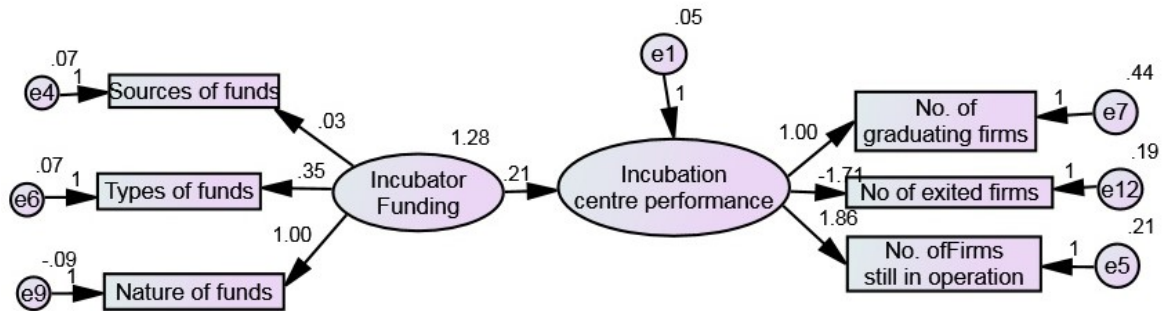 .05
e1
1
.07
e4
1
Sources of funds
.03
.07
e6
1
Types of funds
.35
-.09
e9
1
Nature of funds
1.00
1.28
Incubator
Funding
.21
Incubation
centre performance
1.00
No. of
graduating firms
1
e7
.44
-1.71
No of exited firms
1
e12
.19
1.86
No. ofFirms
still in operation
1
e5
.21